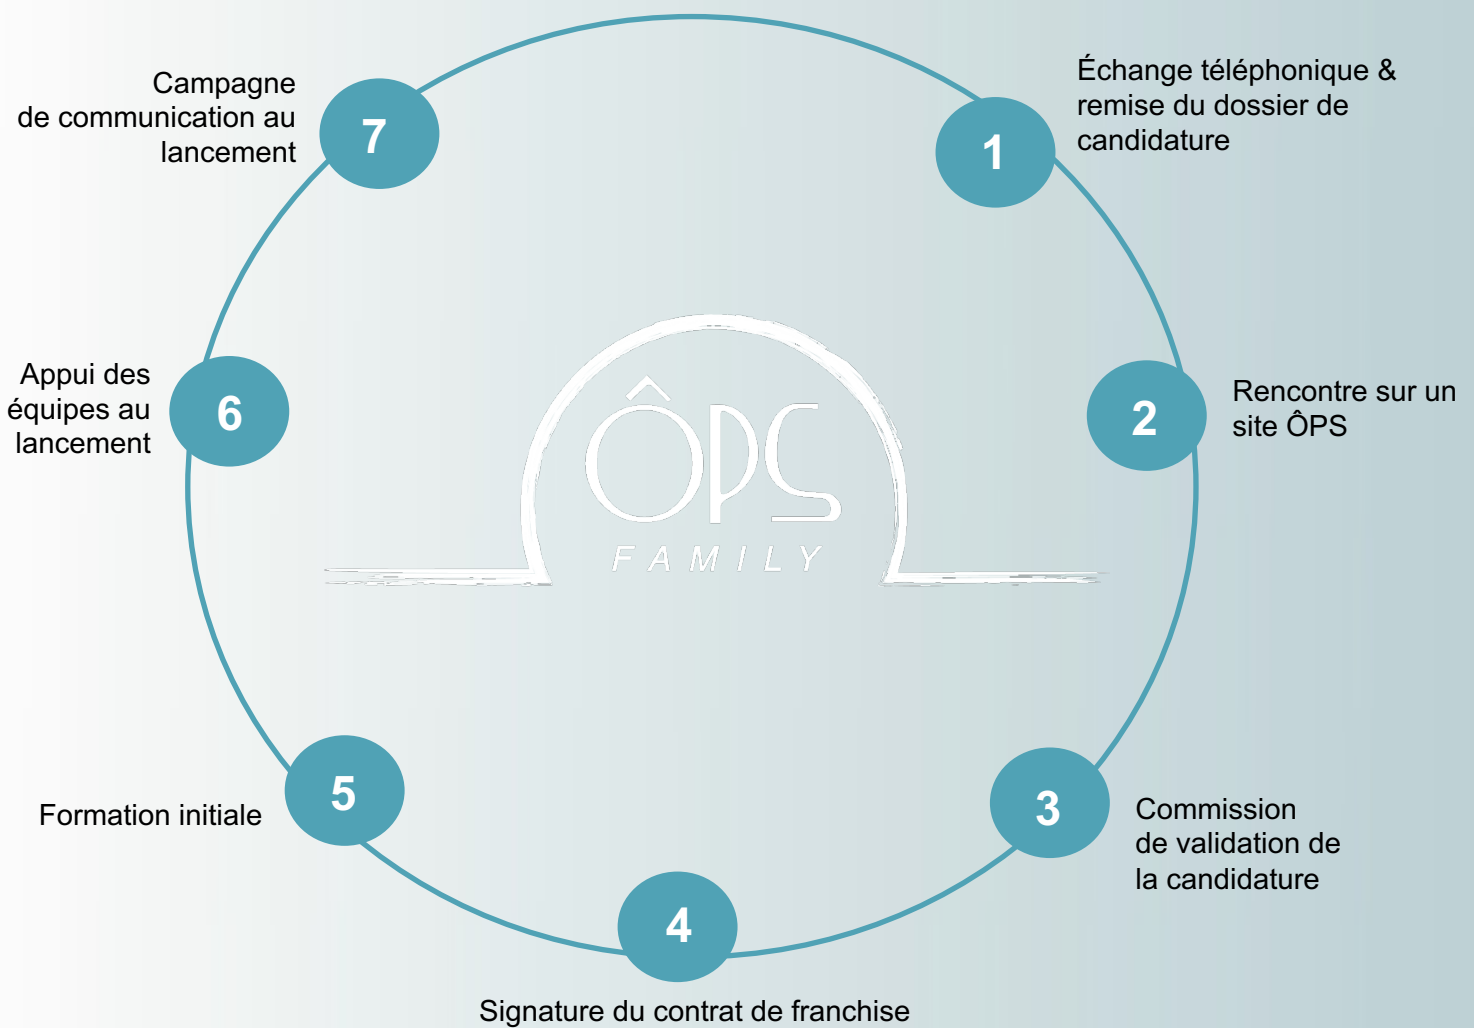 1
Échange téléphonique &
remise du dossier de
candidature
2
Rencontre sur un
site ÔPS
3
Commission
de validation de
la candidature
4
Signature du contrat de franchise
5
Formation initiale
6
Appui des
équipes au
lancement
7
Campagne
de communication au
lancement
ÔPS
FAMILY